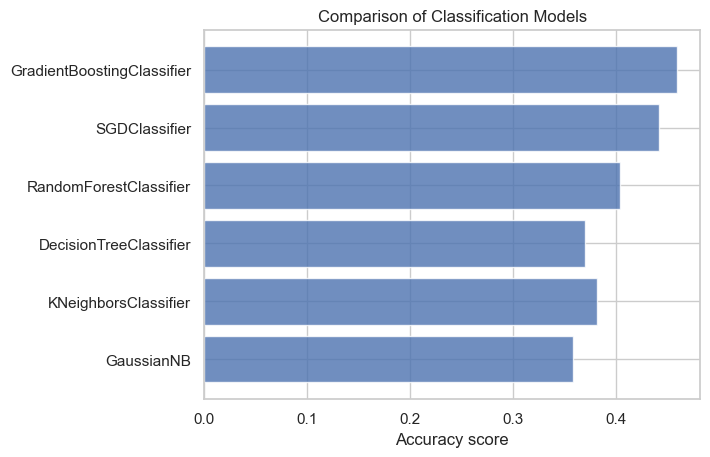 Comparison of Classification Models
GradientBoostingClassifier
SGDClassifier
RandomForestClassifier
DecisionTreeClassifier
KNeighborsClassifier
GaussianNB
0.0 0.1 0.2 0.3 0.4
Accuracy score